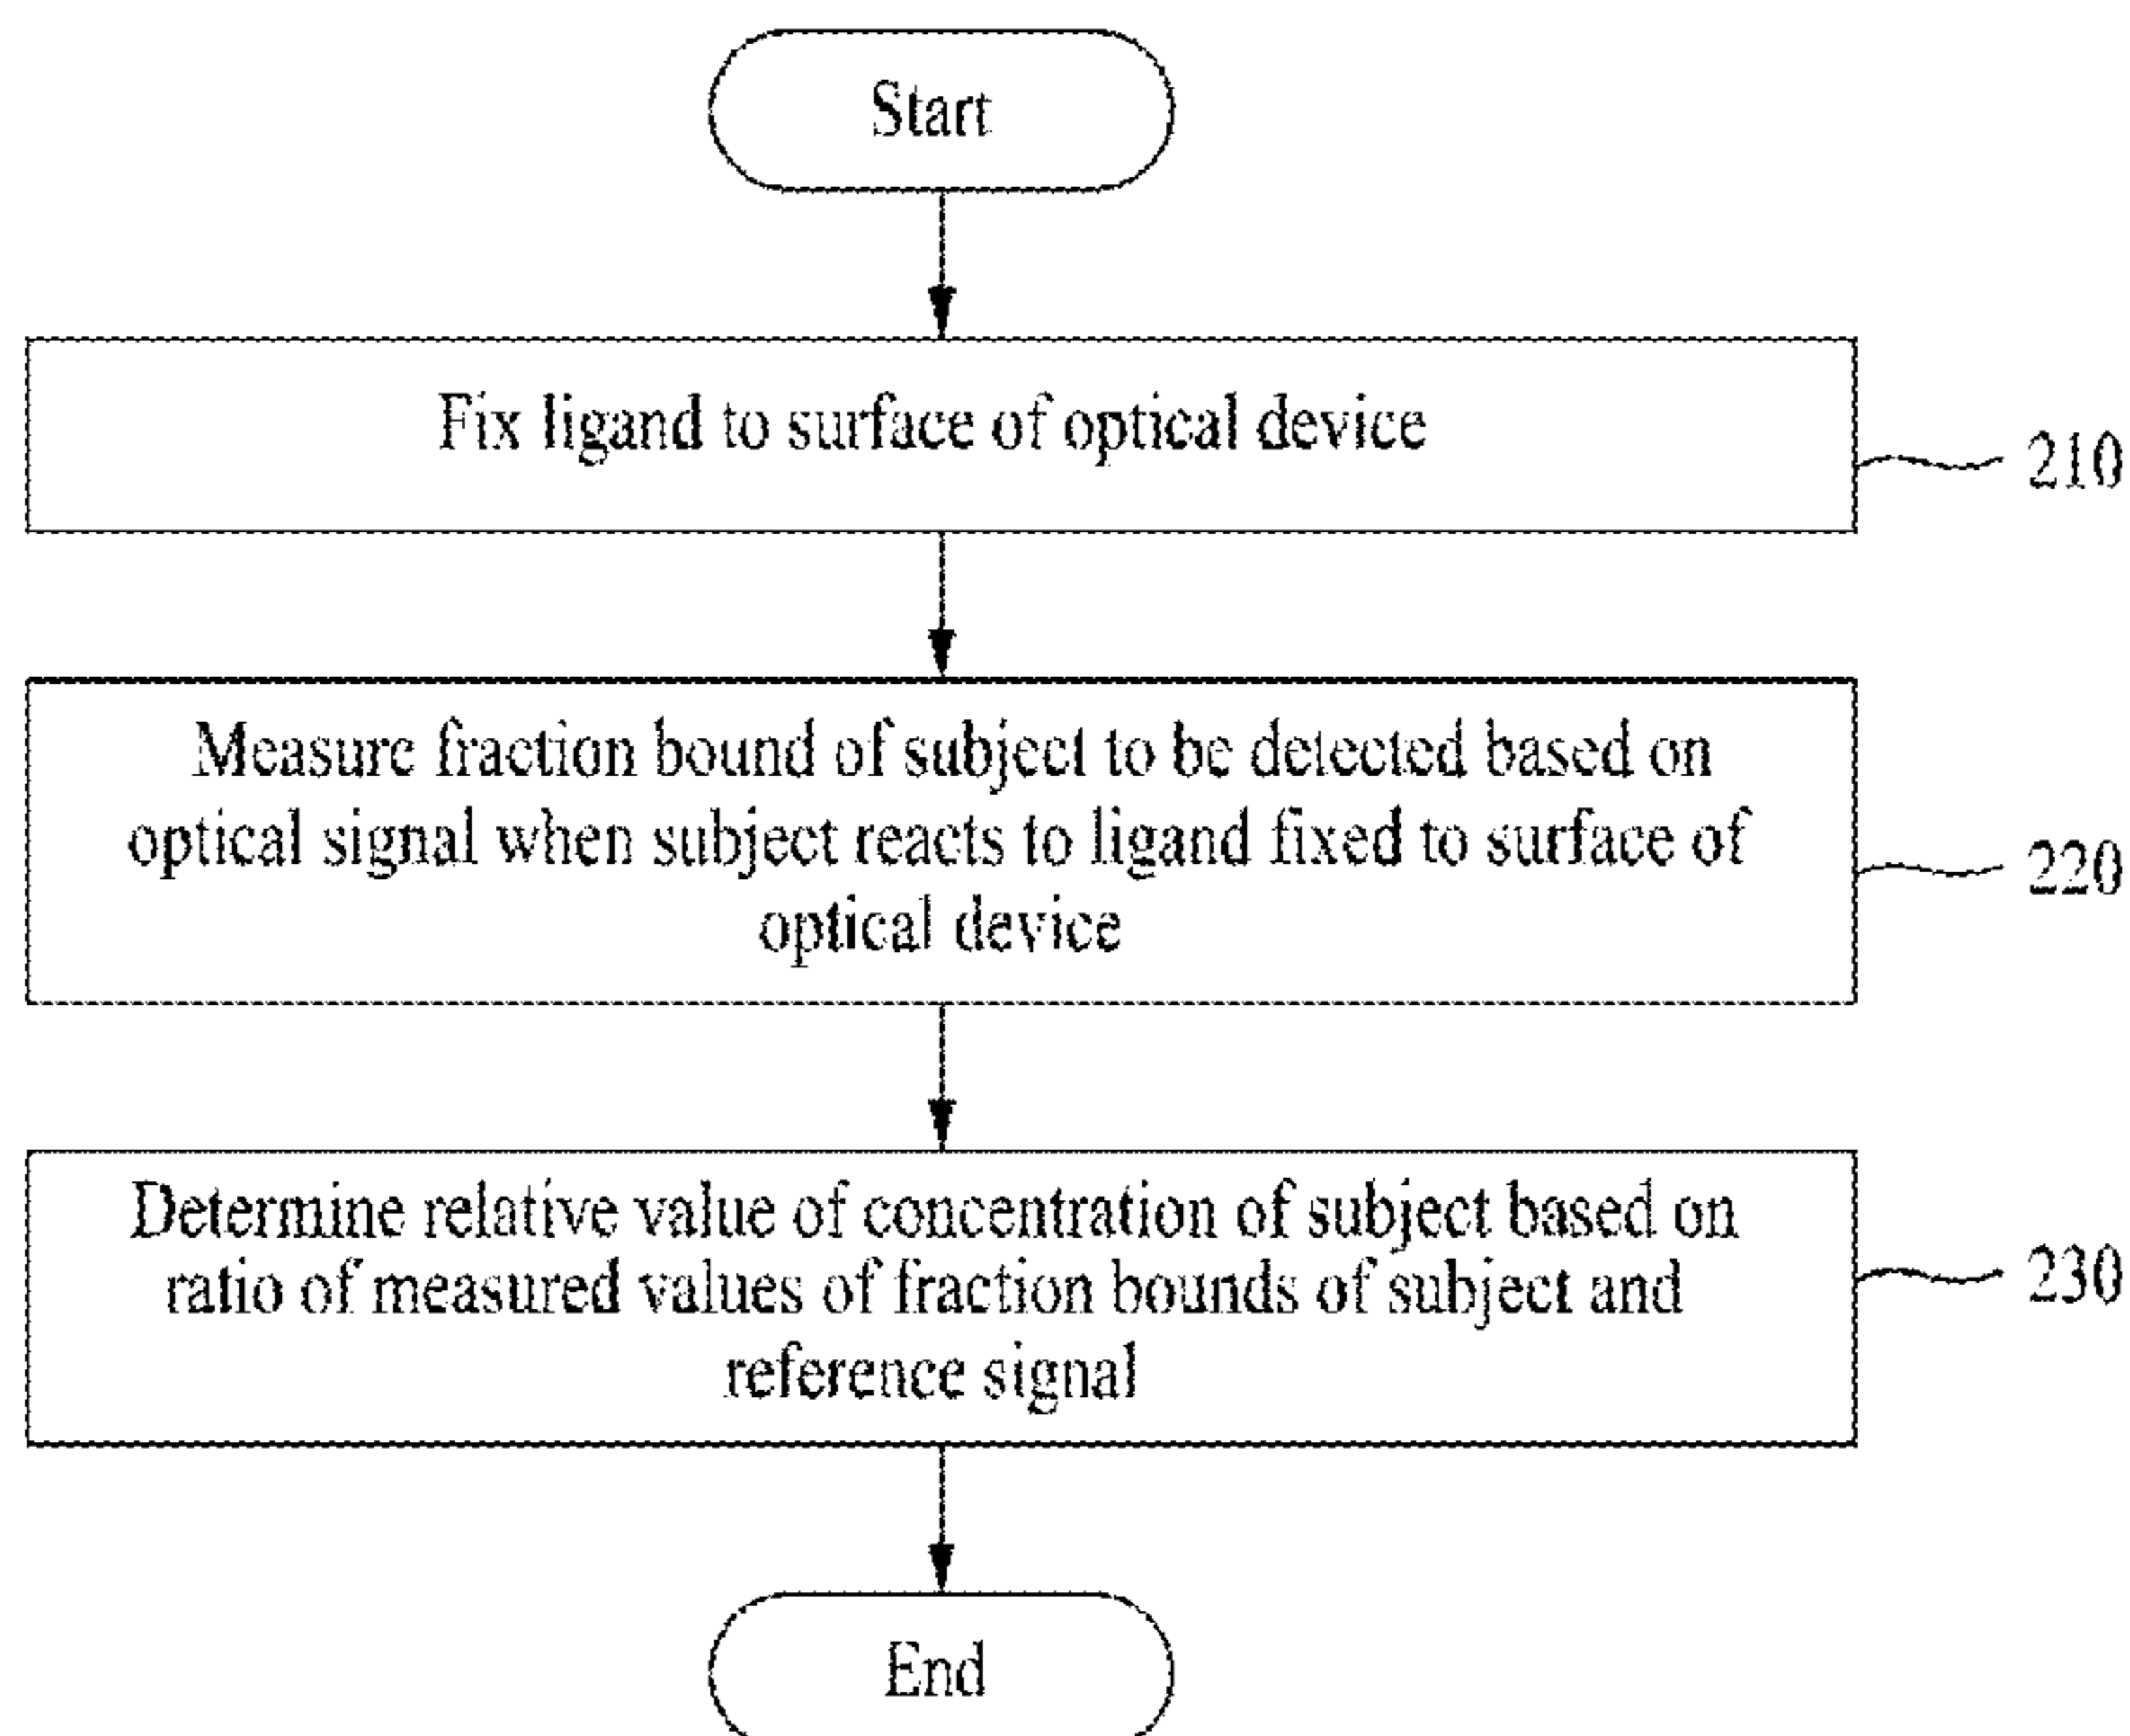 Start
Fix ligand to surface of optical device
210
Measure fraction bound of subject to be detected based on
optical signal when subject reacts to ligand fixed to surface of
optical device
220
Determine relative value of concentration of subject based on
ratio of measured values of fraction bounds of subject and
reference signal
230
End